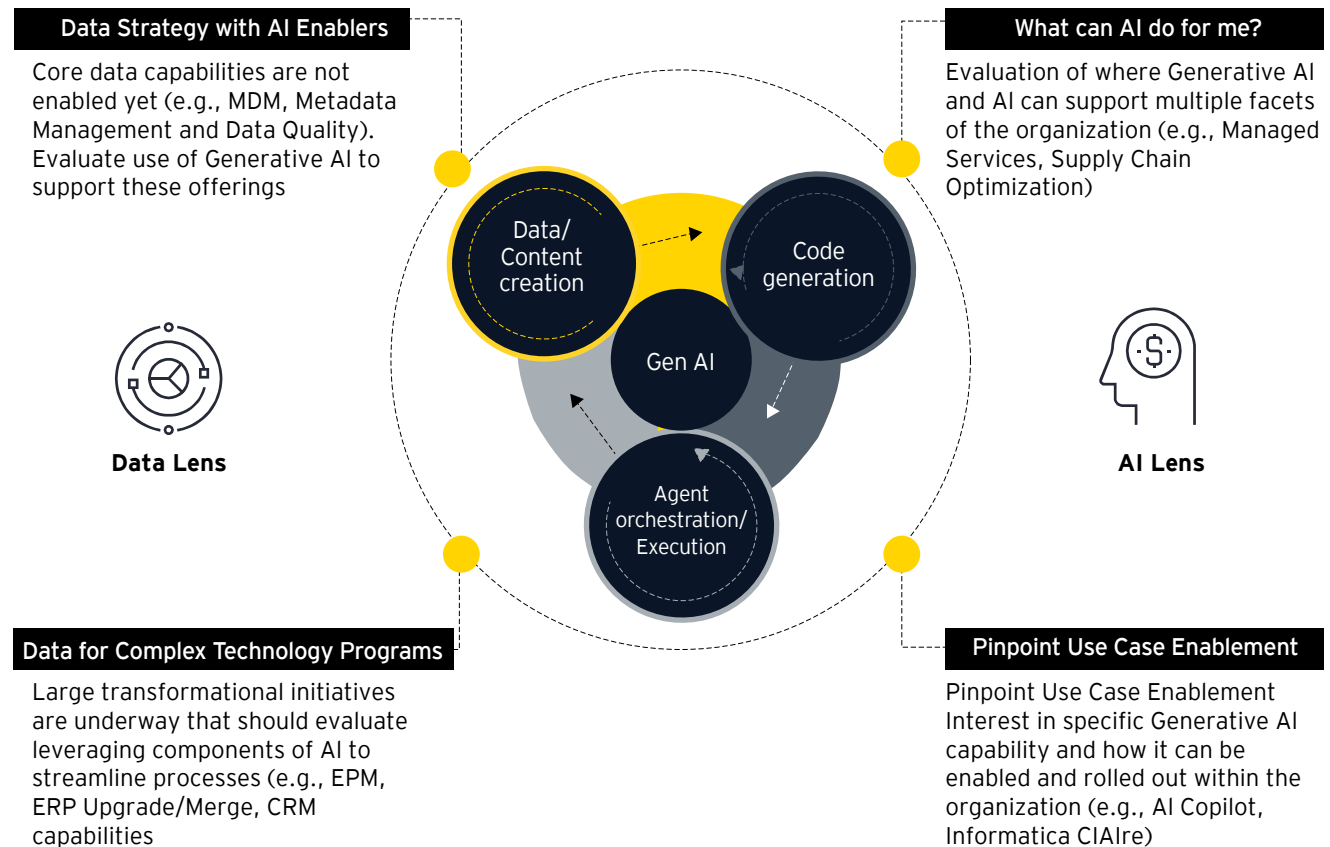 Data Strategy with AI Enablers
Core data capabilities are not
enabled yet (e.g., MDM, Metadata
Management and Data Quality).
Evaluate use of Generative AI to
support these offerings
What can AI do for me?
Evaluation of where Generative AI
and AI can support multiple facets
of the organization (e.g., Managed
Services, Supply Chain
Optimization)
Data/
Content
creation
Code
generation
Gen AI
Agent
orchestration/
Execution
Data Lens
AI Lens
Data for Complex Technology Programs
Large transformational initiatives
are underway that should evaluate
leveraging components of AI to
streamline processes (e.g., EPM,
ERP Upgrade/Merge, CRM
capabilities
Pinpoint Use Case Enablement
Pinpoint Use Case Enablement
Interest in specific Generative AI
capability and how it can be
enabled and rolled out within the
organization (e.g., AI Copilot,
Informatica ClAIre)